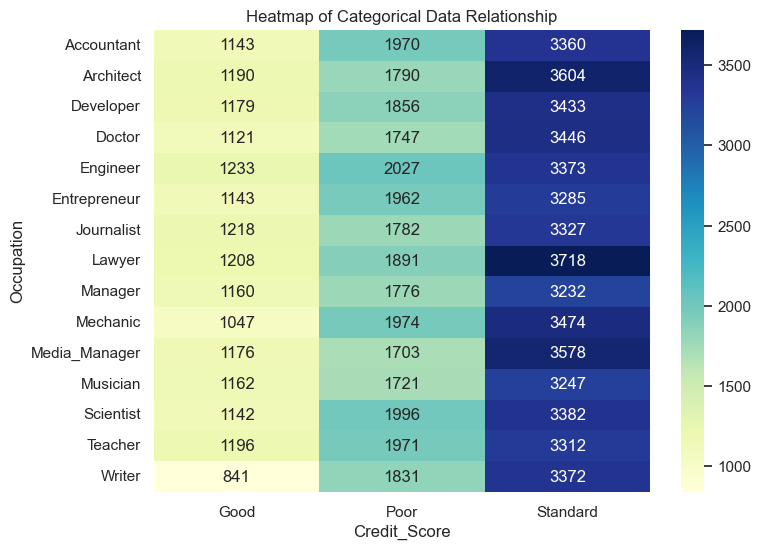 Heatmap of Categorical Data Relationship
Accountant 1143 1970 3360
Architect 1190 1790 3604
Developer 1179 1856 3433
Doctor 1121 1747 3446
Engineer 1233 2027 3373
Entrepreneur 1143 1962 3285
Journalist 1218 1782 3327
Lawyer 1208 1891 3718
Manager 1160 1776 3232
Mechanic 1047 1974 3474
Media_Manager 1176 1703 3578
Musician 1162 1721 3247
Scientist 1142 1996 3382
Teacher 1196 1971 3312
Writer 841 1831 3372
Good Poor Standard
Credit_Score
Occupation
3500
3000
2500
2000
1500
1000